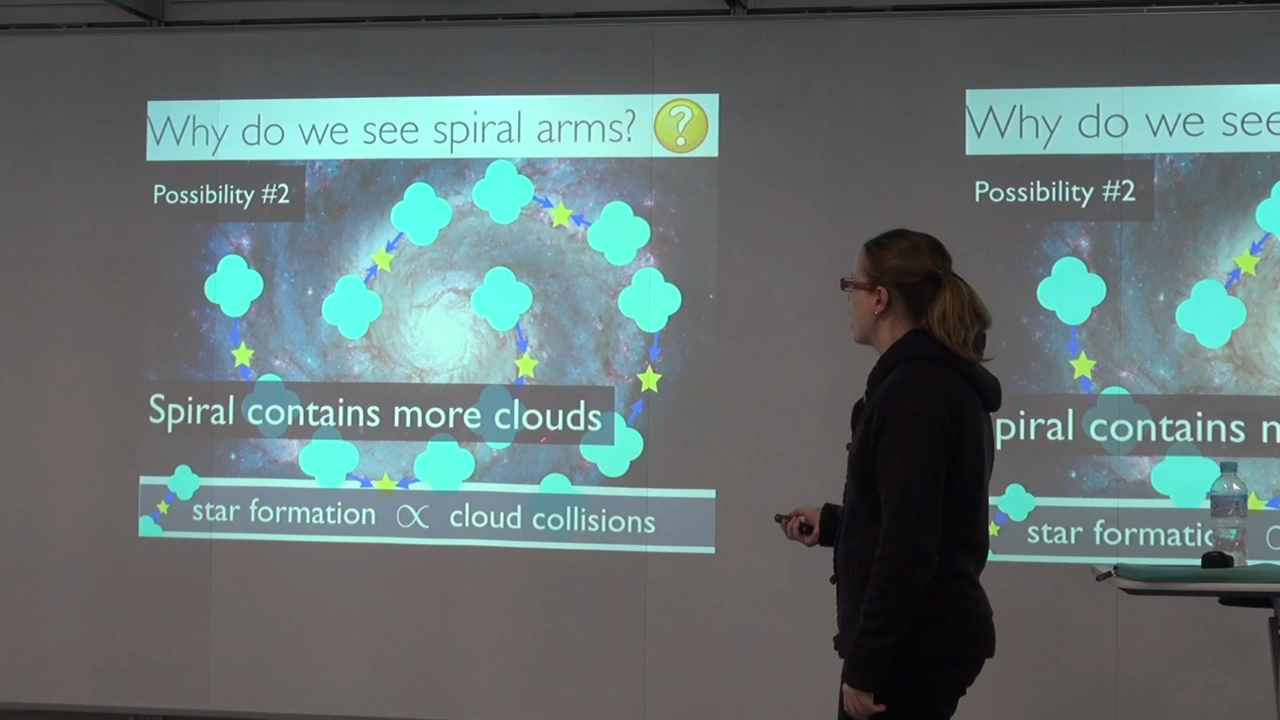 Why do we see spiral arms? ?
Possibility #2
Spiral contains more clouds
star formation ∝ cloud collisions
Why do we see
Possibility #2
piral contains
star formatic